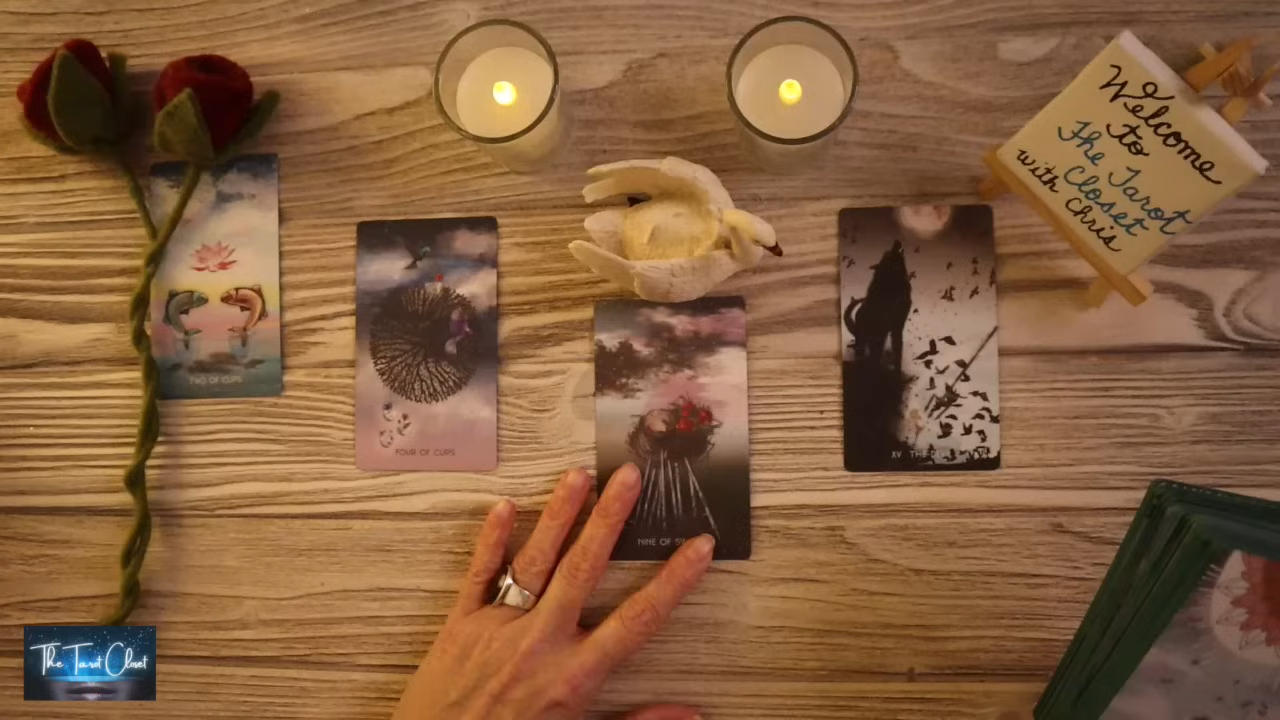 Welcome
to
The Tarot
Closet
with Chris
TWO OF CUPS
FOUR OF CUPS
NINE OF
XV
The Tarot Closet